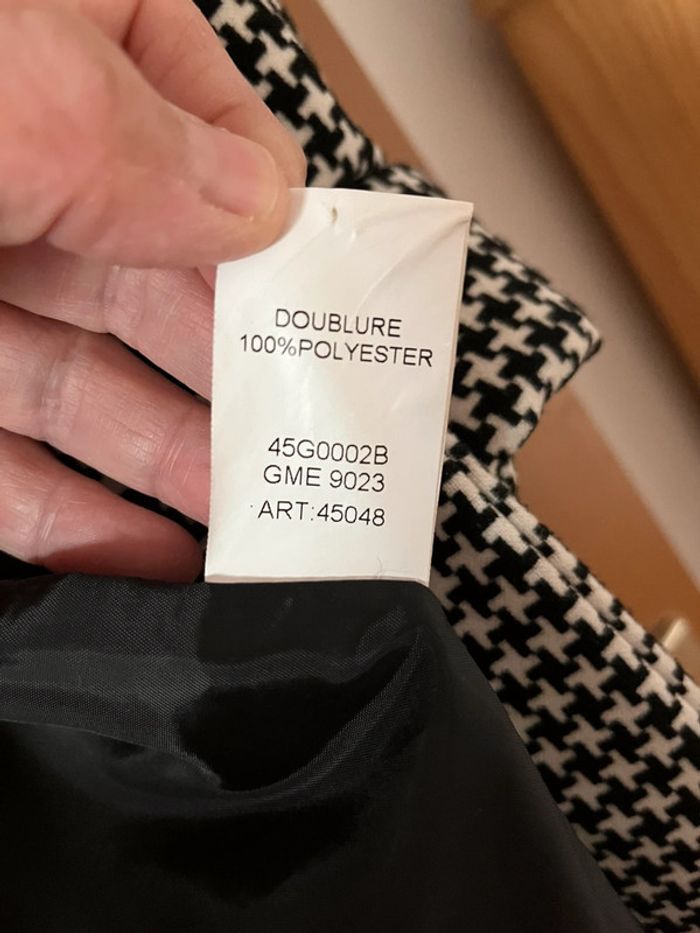 DOUBLURE
100%POLYESTER
45G0002B
GME 9023
ART:45048